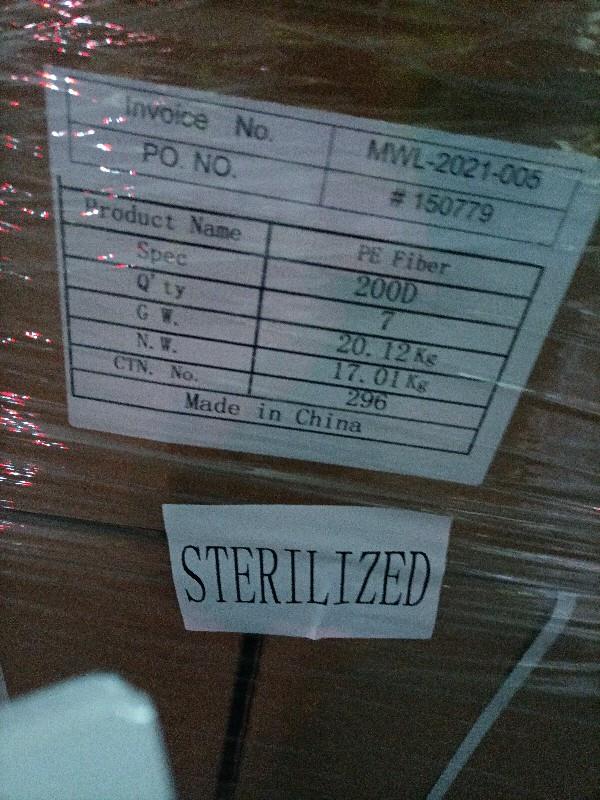 Invoice No. MWL-2021-005
PO. NO. # 150779
Product Name PE Fiber
Spec 200D
Q'ty 7
G W. 20.12Kg
N.W. 17.01Kg
CTN. No. 296
Made in China
STERILIZED